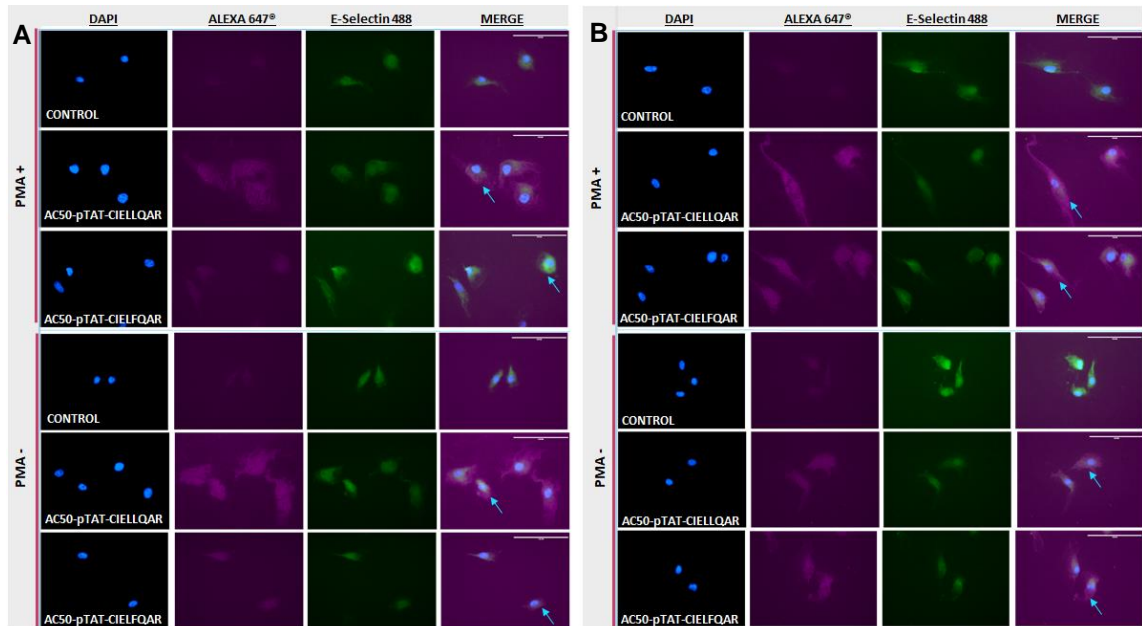 A
DAPI ALEXA 647® E-Selectin 488 MERGE
PMA +
CONTROL
AC50-pTAT-CIELLQAR
AC50-pTAT-CIELFQAR
PMA -
CONTROL
AC50-pTAT-CIELLQAR
AC50-pTAT-CIELFQAR
B
DAPI ALEXA 647® E-Selectin 488 MERGE
PMA +
CONTROL
AC50-pTAT-CIELLQAR
AC50-pTAT-CIELFQAR
PMA -
CONTROL
AC50-pTAT-CIELLQAR
AC50-pTAT-CIELFQAR